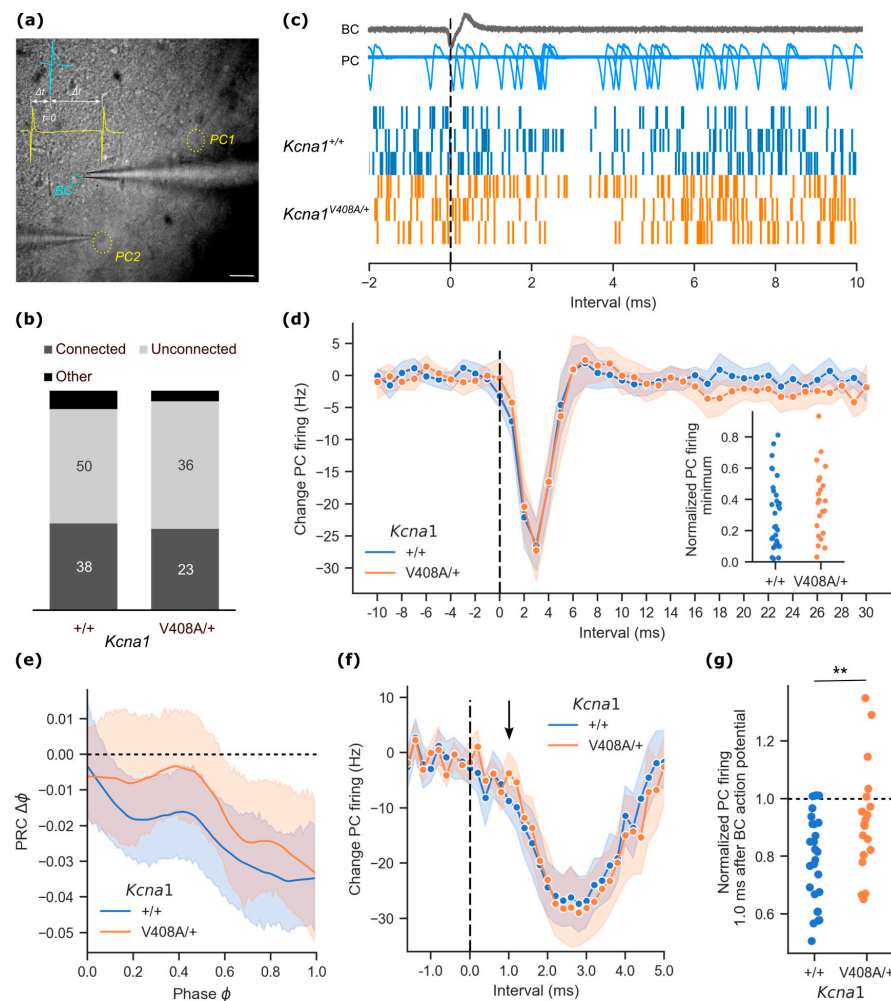 (a)
Δt
Δt
t=0
PC1
BC
PC2
(b)
Connected
Unconnected
Other
50
36
38
23
+/+
V408A/+
Kcna1
(c)
BC
PC
Kcna1+/+
Kcna1V408A/+
-2
0
2
4
6
8
10
Interval (ms)
(d)
Change PC firing (Hz)
5
0
−5
−10
−15
−20
−25
−30
Kcna1
+/+
V408A/+
-10 -8 -6 -4 -2 0 2 4 6 8 10 12 14 16 18 20 22 24 26 28 30
Interval (ms)
Normalized PC firing
minimum
0.8
0.6
0.4
0.2
0.0
+/+
V408A/+
(e)
PRC Δϕ
0.01
0.00
−0.01
−0.02
−0.03
−0.04
−0.05
Kcna1
+/+
V408A/+
0.0 0.2 0.4 0.6 0.8 1.0
Phase ϕ
(f)
Change PC firing (Hz)
10
0
−10
−20
−30
Kcna1
+/+
V408A/+
-1.0 0.0 1.0 2.0 3.0 4.0 5.0
Interval (ms)
(g)
**
Normalized PC firing
1.0 ms after BC action potential
1.2
1.0
0.8
0.6
+/+
V408A/+
Kcna1